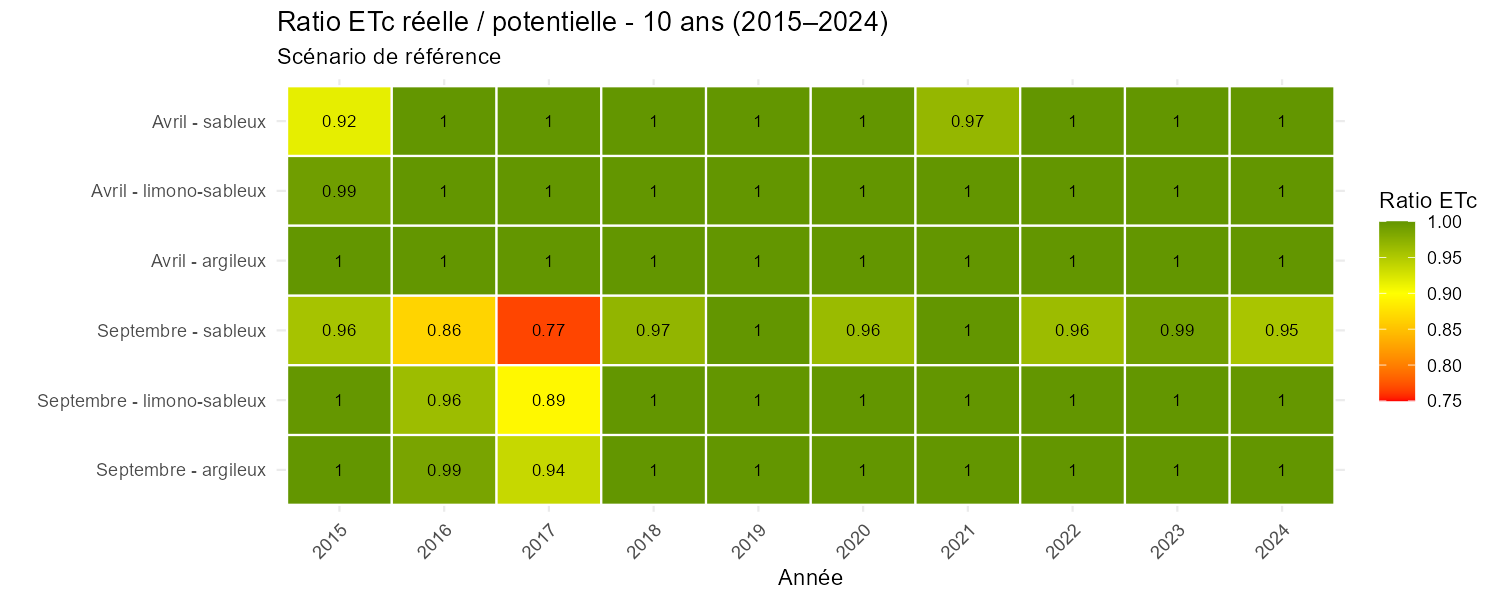 Ratio ETc réelle / potentielle - 10 ans (2015–2024)
Scénario de référence
Avril - sableux 0.92 1 1 1 1 1 0.97 1 1 1
Avril - limono-sableux 0.99 1 1 1 1 1 1 1 1 1
Avril - argileux 1 1 1 1 1 1 1 1 1 1
Septembre - sableux 0.96 0.86 0.77 0.97 1 0.96 1 0.96 0.99 0.95
Septembre - limono-sableux 1 0.96 0.89 1 1 1 1 1 1 1
Septembre - argileux 1 0.99 0.94 1 1 1 1 1 1 1
2015 2016 2017 2018 2019 2020 2021 2022 2023 2024
Année
Ratio ETc
1.00
0.95
0.90
0.85
0.80
0.75